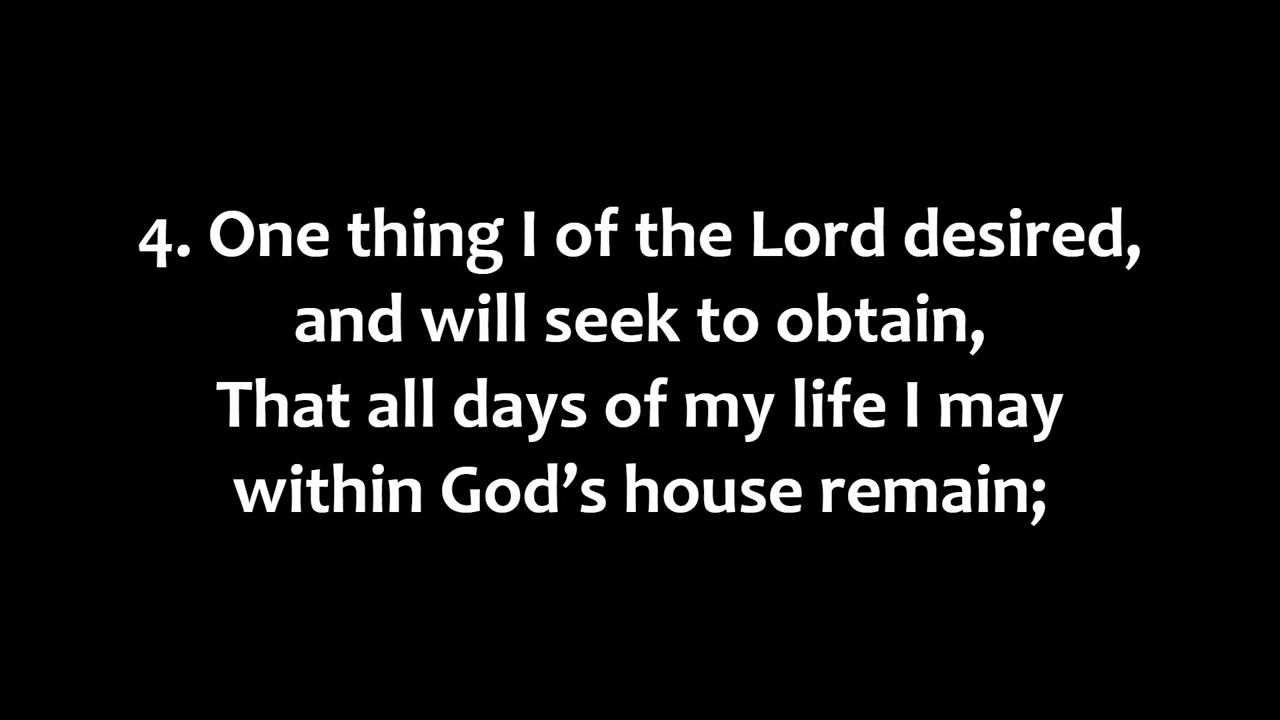 4. One thing I of the Lord desired,
and will seek to obtain,
That all days of my life I may
within God’s house remain;